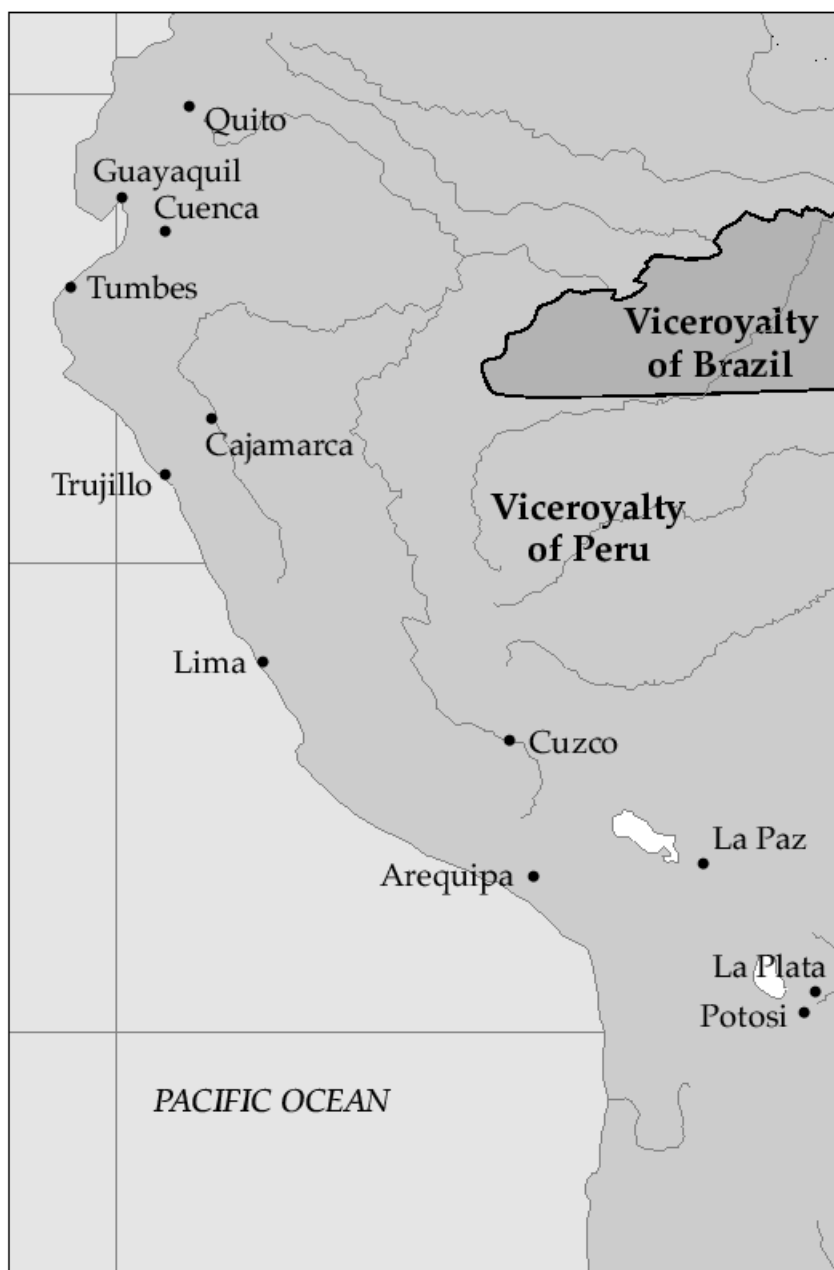 Quito
Guayaquil
Cuenca
Tumbes
Viceroyalty
of Brazil
Cajamarca
Trujillo
Viceroyalty
of Peru
Lima
Cuzco
La Paz
Arequipa
La Plata
Potosi
PACIFIC OCEAN